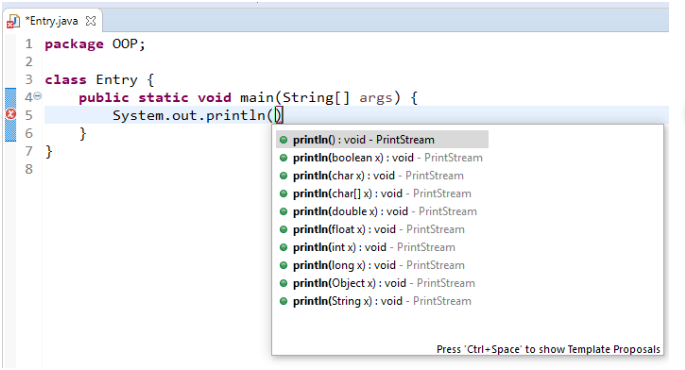 *Entry.java
1 package OOP;
2
3 class Entry {
4 public static void main(String[] args) {
5 System.out.println()
6 }
7 }
8
println() : void - PrintStream
println(boolean x) : void - PrintStream
println(char x) : void - PrintStream
println(char[] x) : void - PrintStream
println(double x) : void - PrintStream
println(float x) : void - PrintStream
println(int x) : void - PrintStream
println(long x) : void - PrintStream
println(Object x) : void - PrintStream
println(String x) : void - PrintStream
Press 'Ctrl+Space' to show Template Proposals